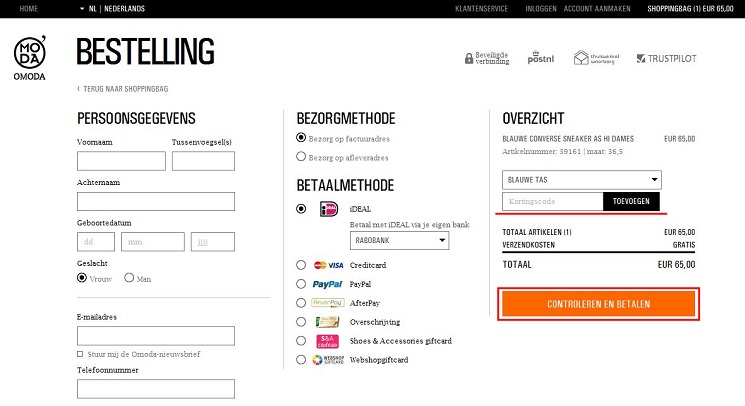 OMODA
NL | NEDERLANDS
KLANTENSERVICE
INLOGGEN
ACCOUNT AANMAKEN
SHOPPINGBAG (1) EUR 65,00
MO
DA
OMODA
BESTELLING
Beveiligde
verbinding
postnl
thuiswinkel
waarborg
TRUSTPILOT
‹ TERUG NAAR SHOPPINGBAG
PERSOONSGEGEVENS
Voornaam
Tussenvoegsel(s)
Achternaam
Geboortedatum
dd
mm
jjjj
Geslacht
Vrouw
Man
E-mailadres
Stuur mij de Omoda-nieuwsbrief
Telefoonnummer
BEZORGMETHODE
Bezorg op factuuradres
Bezorg op afleveradres
BETAALMETHODE
iDEAL
iDEAL
Betaal met iDEAL via je eigen bank
RABOBANK
VISA
Creditcard
PayPal
PayPal
AfterPay
AfterPay
Overschrijving
S&A
Shoes & Accessories giftcard
WEBSHOP
GIFTCARD
Webshopgiftcard
OVERZICHT
BLAUWE CONVERSE SNEAKER AS HI DAMES
EUR 65,00
Artikelnummer: 39161 | maat: 36,5
BLAUWE TAS
Kortingscode
TOEVOEGEN
TOTAAL ARTIKELEN (1)
EUR 65,00
VERZENDKOSTEN
GRATIS
TOTAAL
EUR 65,00
CONTROLEREN EN BETALEN